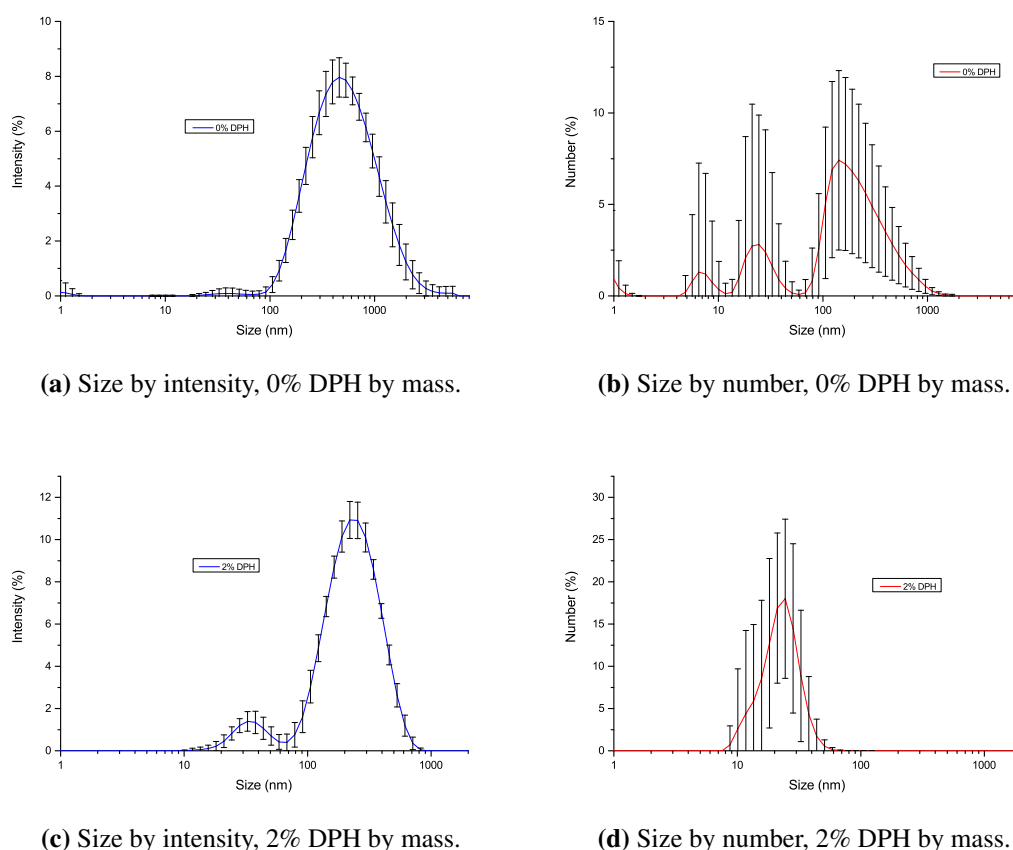 10
8
6
4
2
0
Intensity (%)
0% DPH
1 10 100 1000
Size (nm)
(a) Size by intensity, 0% DPH by mass.
15
10
5
0
Number (%)
0% DPH
1 10 100 1000
Size (nm)
(b) Size by number, 0% DPH by mass.
12
10
8
6
4
2
0
Intensity (%)
2% DPH
1 10 100 1000
Size (nm)
(c) Size by intensity, 2% DPH by mass.
30
25
20
15
10
5
0
Number (%)
2% DPH
1 10 100 1000
Size (nm)
(d) Size by number, 2% DPH by mass.